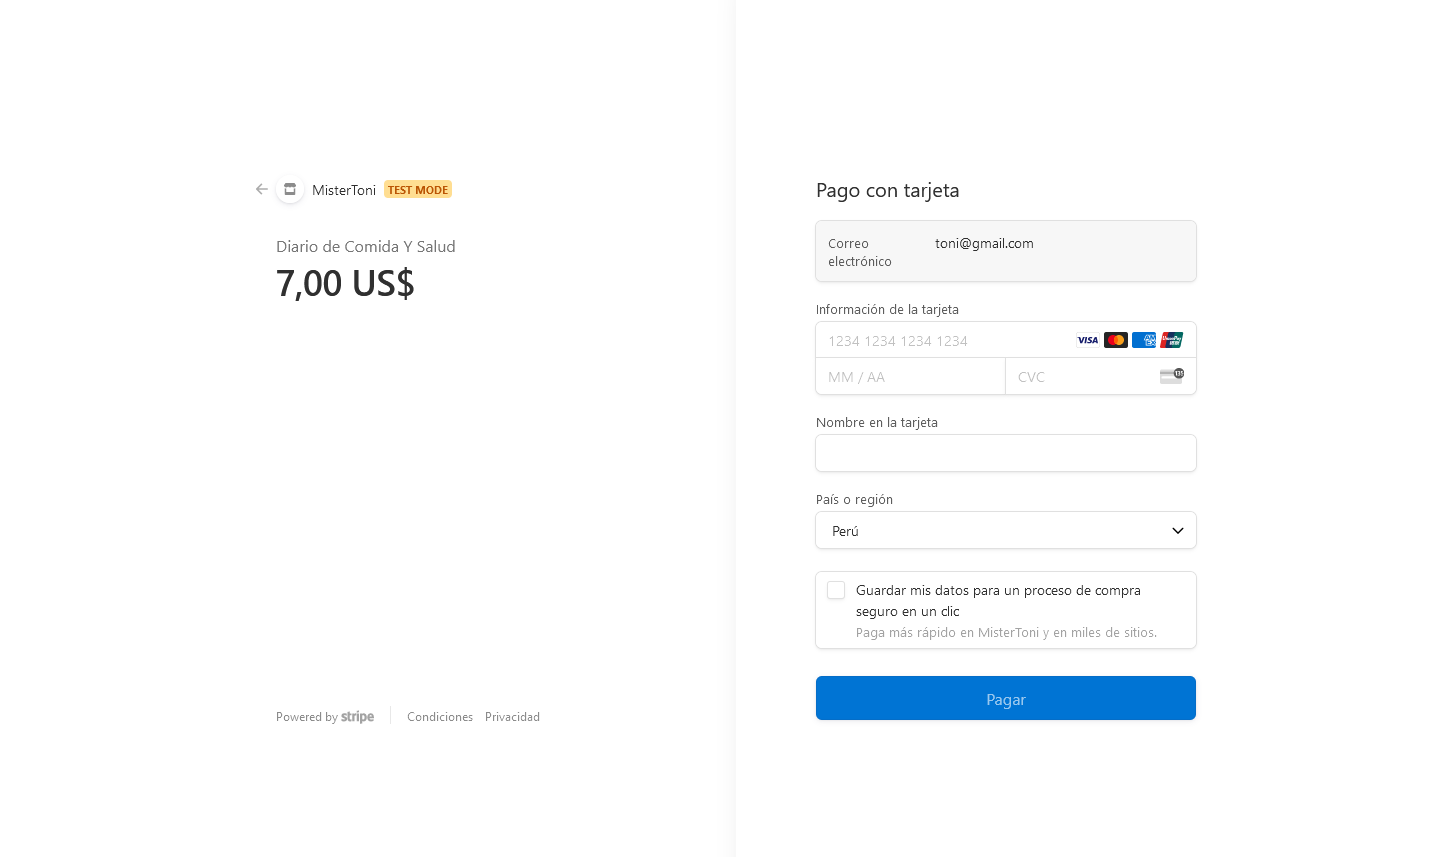 MisterToni TEST MODE
Diario de Comida Y Salud
7,00 US$
Powered by stripe
Condiciones Privacidad
Pago con tarjeta
Correo electrónico
toni@gmail.com
Información de la tarjeta
1234 1234 1234 1234
VISA
AMEX
UnionPay
MM / AA
CVC
135
Nombre en la tarjeta
País o región
Perú
Guardar mis datos para un proceso de compra
seguro en un clic
Paga más rápido en MisterToni y en miles de sitios.
Pagar